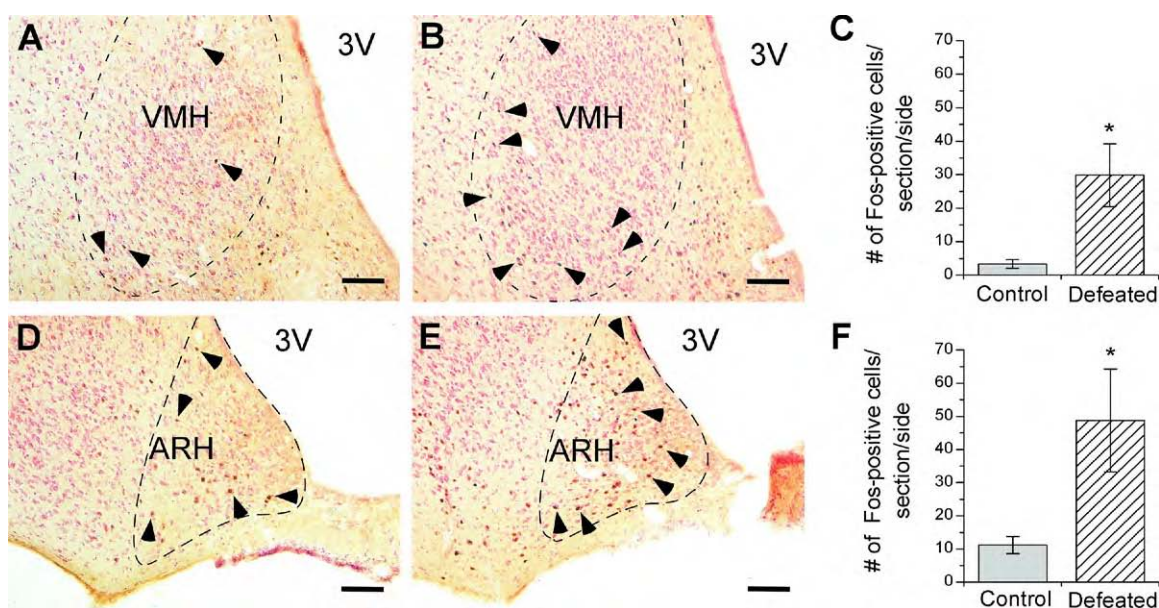 A
VMH
3V
B
VMH
3V
C
# of Fos-positive cells/
section/side
70
60
50
40
30
20
10
0
*
Control Defeated
D
ARH
3V
E
ARH
3V
F
# of Fos-positive cells/
section/side
70
60
50
40
30
20
10
0
*
Control Defeated